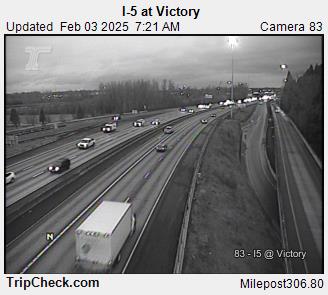 I-5 at Victory
Updated Feb 03 2025 7:21 AM Camera 83
N
83 - I5 @ Victory
TripCheck.com Milepost306.80